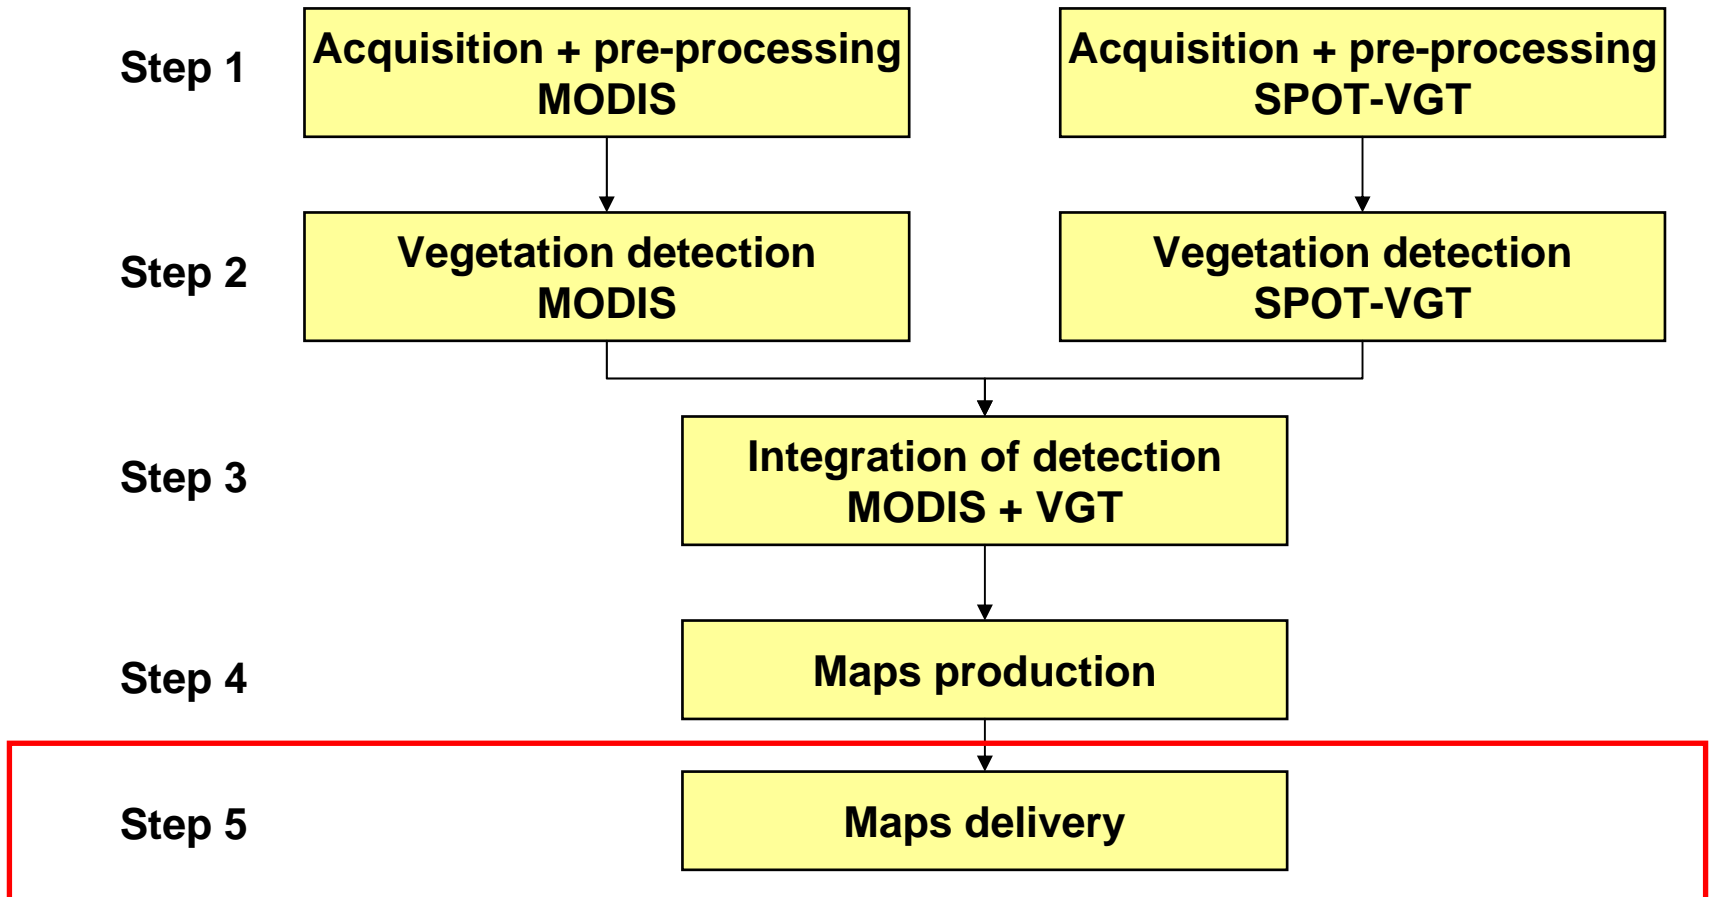 Step 1
Acquisition + pre-processing
MODIS
Acquisition + pre-processing
SPOT-VGT
Step 2
Vegetation detection
MODIS
Vegetation detection
SPOT-VGT
Step 3
Integration of detection
MODIS + VGT
Step 4
Maps production
Step 5
Maps delivery